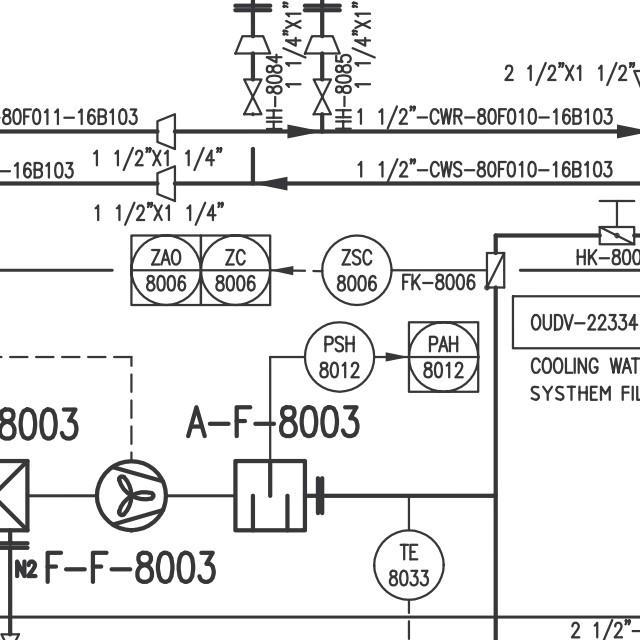 1 1/4"X1"
1 1/4"X1"
HH-8084
HH-8085
2 1/2"X1 1/2"
80F011-16B103
1 1/2"-CWR-80F010-16B103
1 1/2"X1 1/4"
-16B103
1 1/2"-CWS-80F010-16B103
1 1/2"X1 1/4"
ZAO
8006
ZC
8006
ZSC
8006
FK-8006
HK-800
OUDV-22334
PSH
8012
PAH
8012
COOLING WAT
SYSTHEM FIL
8003
A-F-8003
N2
F-F-8003
TE
8033
2 1/2"-